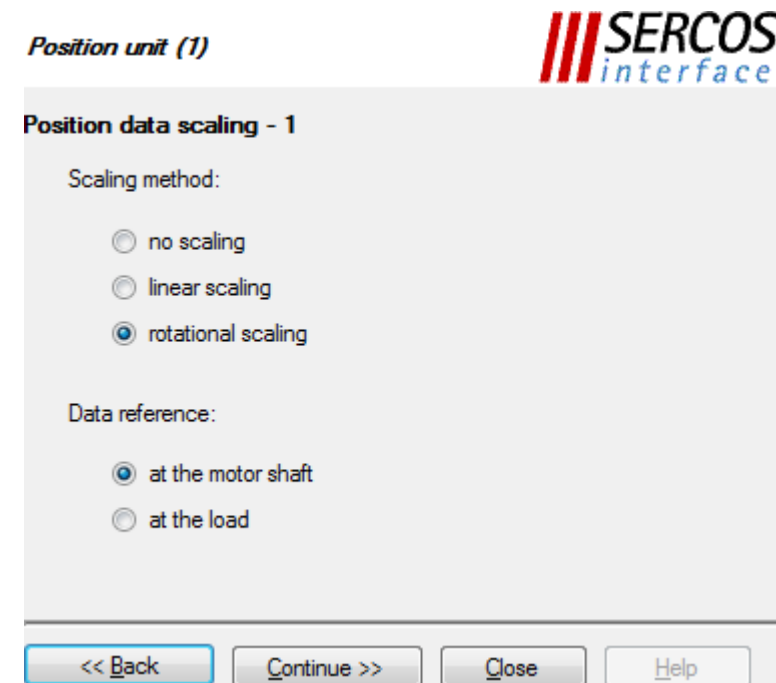 Position unit (1)
SERCOS
interface
Position data scaling - 1
Scaling method:
no scaling
linear scaling
rotational scaling
Data reference:
at the motor shaft
at the load
<< Back
Continue >>
Close
Help